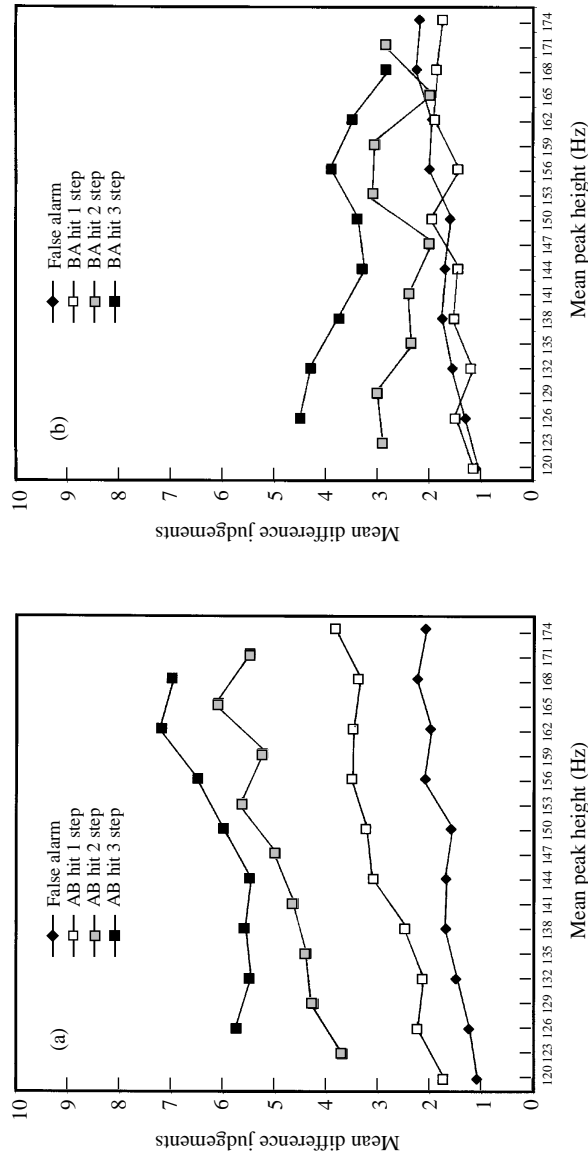 (a)
False alarm
AB hit 1 step
AB hit 2 step
AB hit 3 step
Mean difference judgements
10
9
8
7
6
5
4
3
2
1
0
120 123 126 129 132 135 138 141 144 147 150 153 156 159 162 165 168 171 174
Mean peak height (Hz)
(b)
False alarm
BA hit 1 step
BA hit 2 step
BA hit 3 step
Mean difference judgements
10
9
8
7
6
5
4
3
2
1
0
120 123 126 129 132 135 138 141 144 147 150 153 156 159 162 165 168 171 174
Mean peak height (Hz)